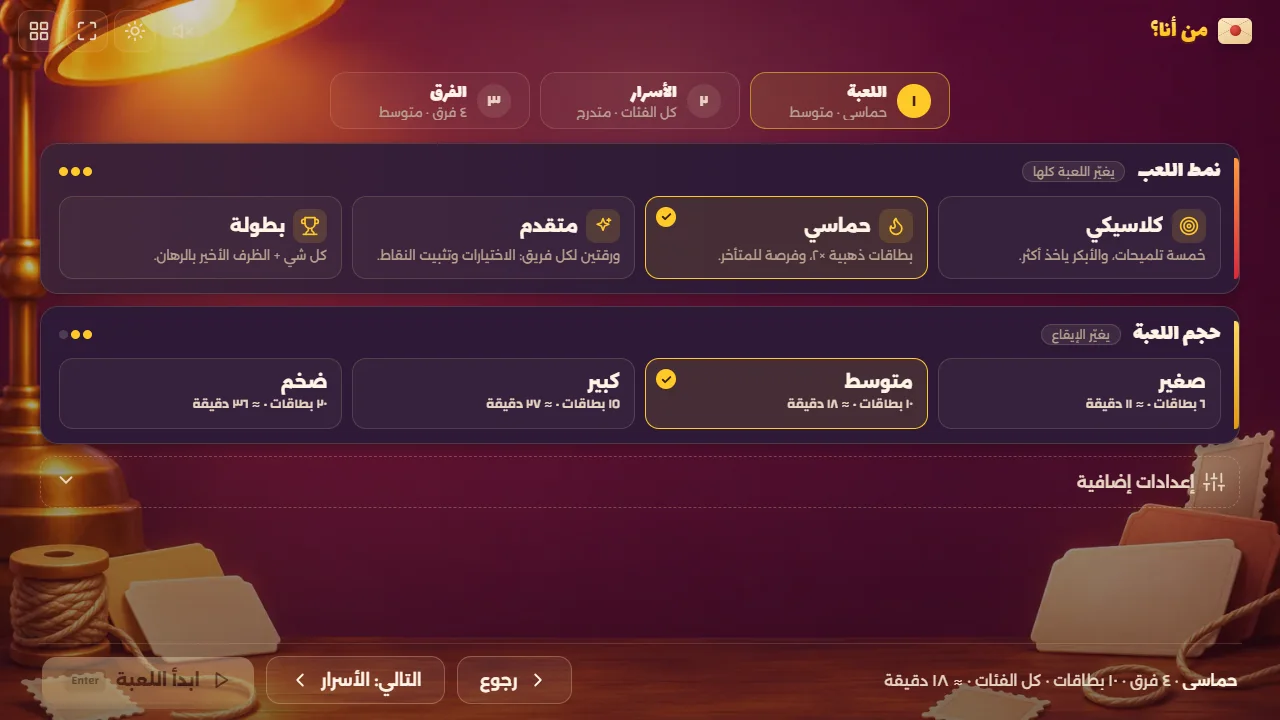 من أنا؟
١ اللعبة
حماسي · متوسط
٢ الأسرار
كل الفئات · متدرج
٣ الفرق
٤ فرق · متوسط
نمط اللعب يغيّر اللعبة كلها
كلاسيكي
خمسة تلميحات، والأبكر ياخذ أكثر.
حماسي
بطاقات ذهبية ×٢، وفرصة للمتأخر.
متقدم
ورقتين لكل فريق: الاختيارات وتثبيت النقاط.
بطولة
كل شي + الظرف الأخير بالرهان.
حجم اللعبة يغيّر الإيقاع
صغير
٦ بطاقات · ≈ ١١ دقيقة
متوسط
١٠ بطاقات · ≈ ١٨ دقيقة
كبير
١٥ بطاقات · ≈ ٢٧ دقيقة
ضخم
٢٠ بطاقات · ≈ ٣٦ دقيقة
إعدادات إضافية
حماسي · ٤ فرق · ١٠ بطاقات · كل الفئات · ≈ ١٨ دقيقة
رجوع
التالي: الأسرار
ابدأ اللعبة Enter